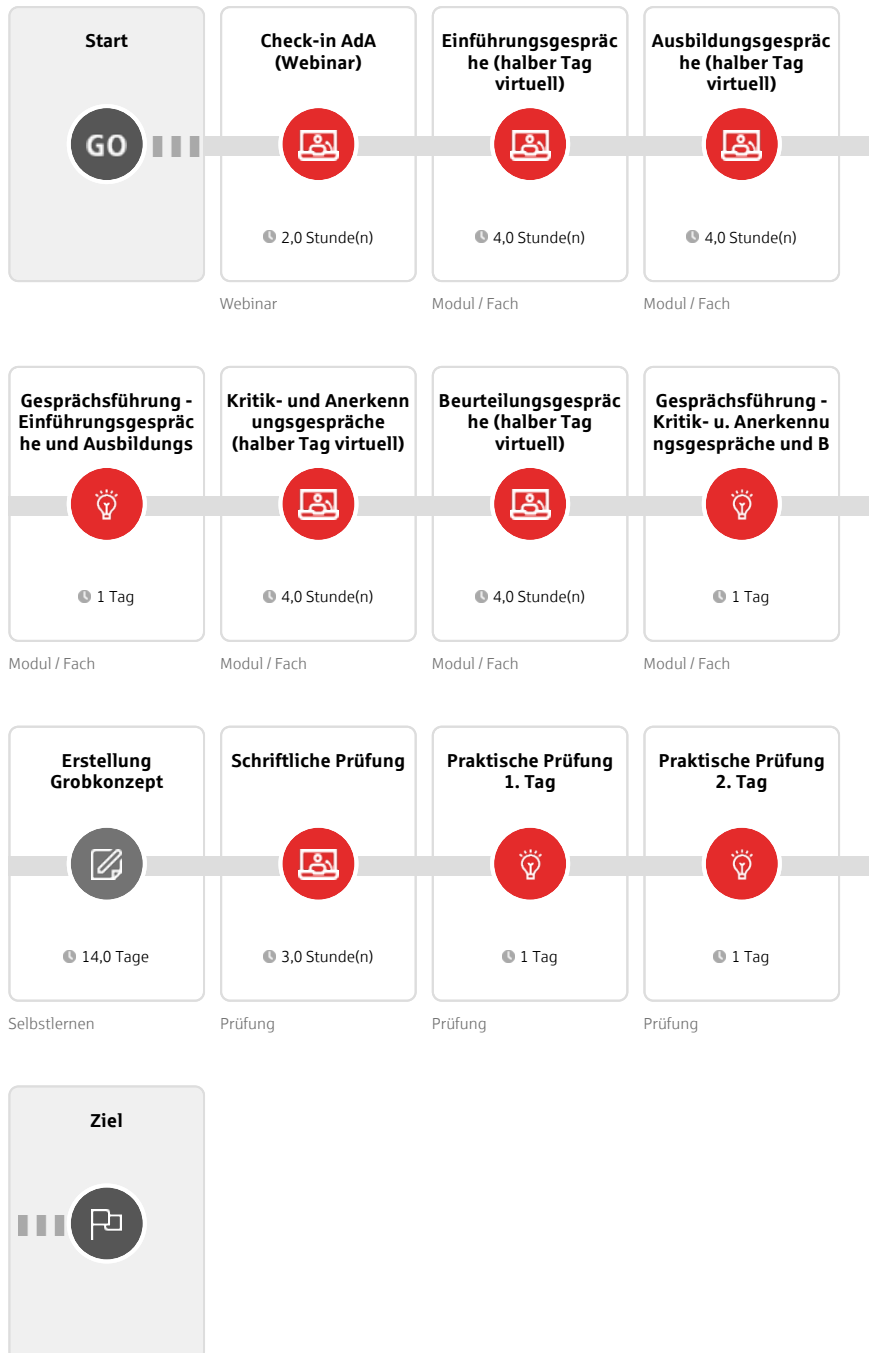 Start
GO
Check-in AdA
(Webinar)
2,0 Stunde(n)
Webinar
Einführungsgespräc
he (halber Tag
virtuell)
4,0 Stunde(n)
Modul / Fach
Ausbildungsgespräc
he (halber Tag
virtuell)
4,0 Stunde(n)
Modul / Fach
Gesprächsführung -
Einführungsgespräc
he und Ausbildungs
1 Tag
Modul / Fach
Kritik- und Anerkenn
ungsgespräche
(halber Tag virtuell)
4,0 Stunde(n)
Modul / Fach
Beurteilungsgespräc
he (halber Tag
virtuell)
4,0 Stunde(n)
Modul / Fach
Gesprächsführung -
Kritik- u. Anerkennu
ngsgespräche und B
1 Tag
Modul / Fach
Erstellung
Grobkonzept
14,0 Tage
Selbstlernen
Schriftliche Prüfung
3,0 Stunde(n)
Prüfung
Praktische Prüfung
1. Tag
1 Tag
Prüfung
Praktische Prüfung
2. Tag
1 Tag
Prüfung
Ziel